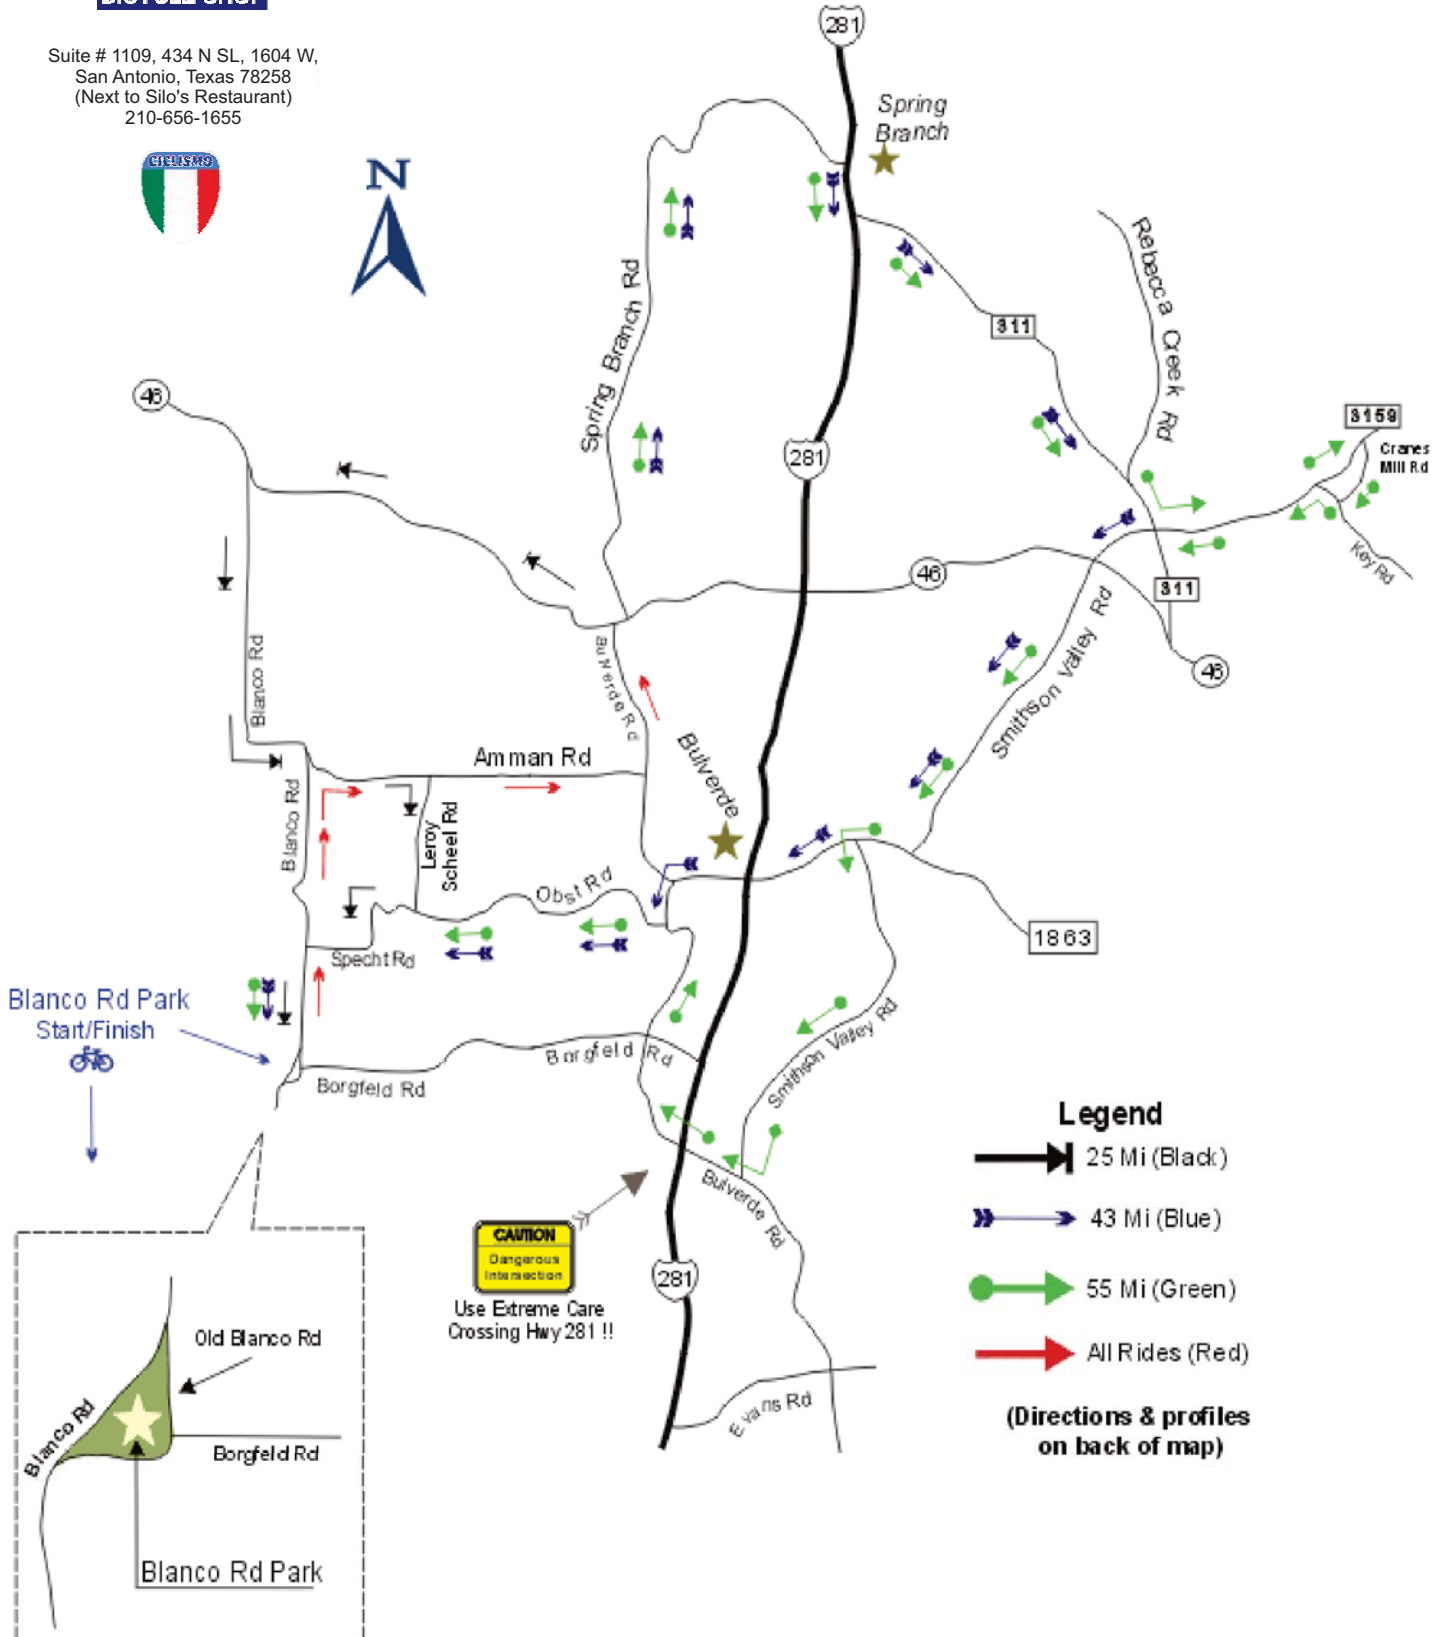 Suite # 1109, 434 N SL, 1604 W,
San Antonio, Texas 78258
(Next to Silo's Restaurant)
210-656-1655
CICLISMO
N
281
Spring
Branch
Spring Branch Rd
311
Rebecca Creek Rd
3159
Cranes
Mill Rd
Key Rd
46
281
46
311
46
Blanco Rd
Bulverde Rd
Smithson Valley Rd
Amman Rd
Bulverde
Blanco Rd
Leroy
Scheel Rd
Obst Rd
1863
Specht Rd
Blanco Rd Park
Start/Finish
Borgfeld Rd
Borgfeld Rd
Smithson Valley Rd
Bulverde Rd
CAUTION
Dangerous
Intersection
Use Extreme Care
Crossing Hwy 281 !!
281
Evans Rd
Legend
25 Mi (Black)
43 Mi (Blue)
55 Mi (Green)
All Rides (Red)
(Directions & profiles
on back of map)
Old Blanco Rd
Blanco Rd
Borgfeld Rd
Blanco Rd Park